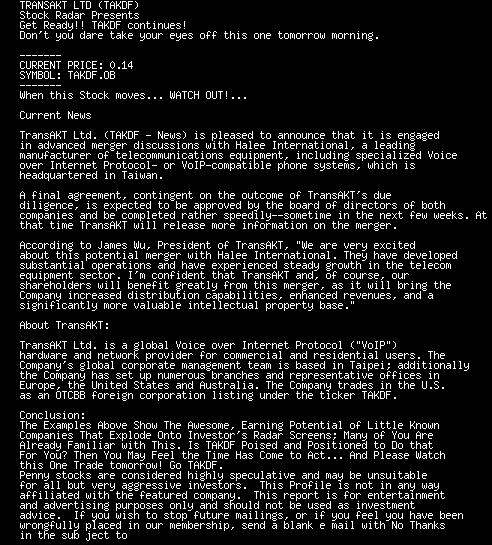 TRANSAKT LTD (TAKDF)
Stock Radar Presents
Get Ready!! TAKDF continues!
Don't you dare take your eyes off this one tomorrow morning.
-------
CURRENT PRICE: 0.14
SYMBOL: TAKDF.OB
-------
When this Stock moves... WATCH OUT!...
Current News
TransAKT Ltd. (TAKDF - News) is pleased to announce that it is engaged
in advanced merger discussions with Halee International, a leading
manufacturer of telecommunications equipment, including specialized Voice
over Internet Protocol- or VoIP-compatible phone systems, which is
headquartered in Taiwan.
A final agreement, contingent on the outcome of TransAKT's due
diligence, is expected to be approved by the board of directors of both
companies and be completed rather speedily--sometime in the next few weeks. At
that time TransAKT will release more information on the merger.
According to James Wu, President of TransAKT, "We are very excited
about this potential merger with Halee International. They have developed
substantial operations and have experienced steady growth in the telecom
equipment sector. I'm confident that TransAKT and, of course, our
shareholders will benefit greatly from this merger, as it will bring the
Company increased distribution capabilities, enhanced revenues, and a
significantly more valuable intellectual property base."
About TransAKT:
TransAKT Ltd. is a global Voice over Internet Protocol ("VoIP")
hardware and network provider for commercial and residential users. The
Company's global corporate management team is based in Taipei; additionally
the Company has set up numerous branches and representative offices in
Europe, the United States and Australia. The Company trades in the U.S.
as an OTCBB foreign corporation listed under the ticker TAKDF.
Conclusion:
The Examples Above Show The Awesome, Earning Potential of Little Known
Companies That Explode Onto Investor's Radar Screens; Many of You Are
Already Familiar with This. Is TAKDF Poised and Positioned to Do that
For You? Then You May Feel the Time Has Come to Act... And Please Watch
this One Trade tomorrow! Go TAKDF.
Penny stocks are considered highly speculative and may be unsuitable
for all but very aggressive investors.  This Profile is not in any way
affiliated with the featured company.  This report is for entertainment
and advertising purposes only and should not be used as investment
advice.  If you wish to stop future mailings, or if you feel you have been
wrongfully placed in our membership, send a blank e mail with No Thanks
in the sub ject to